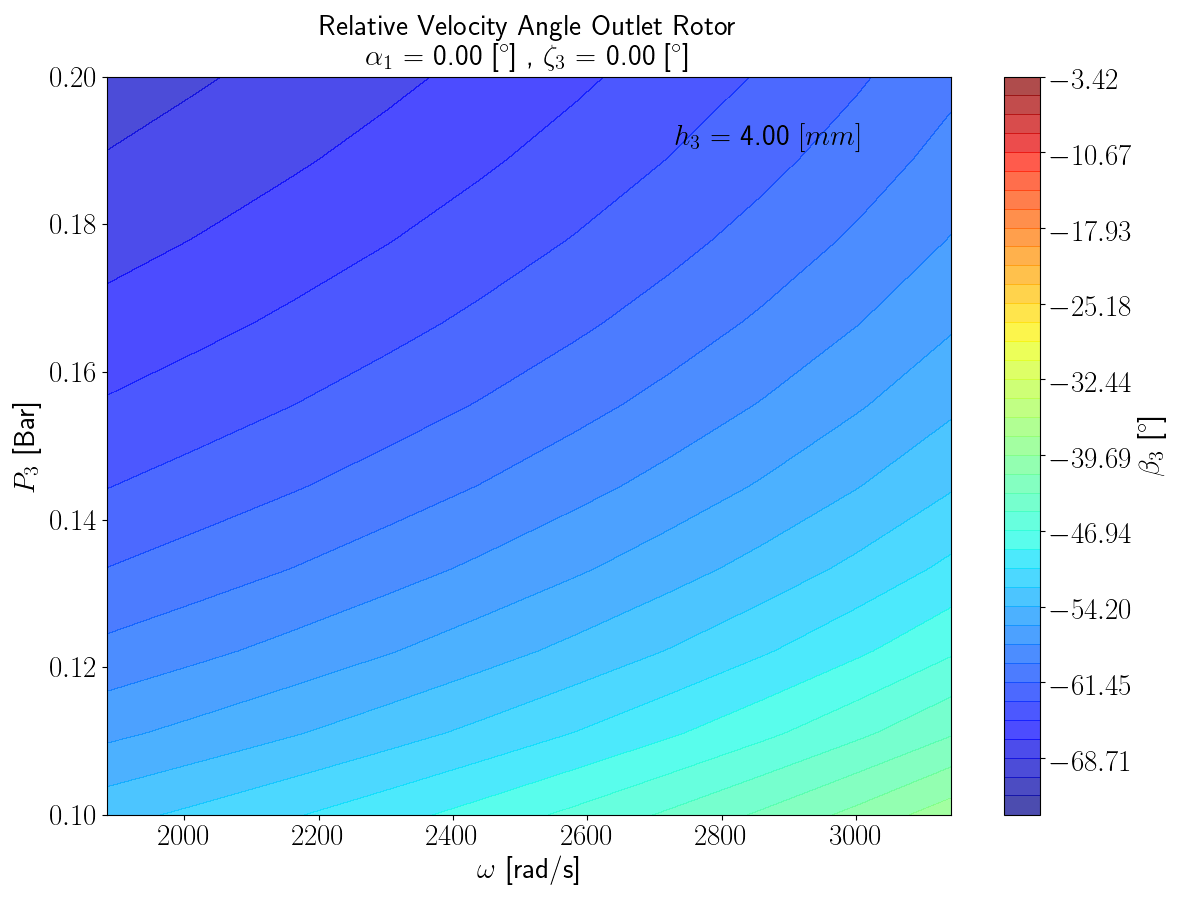 Relative Velocity Angle Outlet Rotor
α₁ = 0.00 [°] , ζ₃ = 0.00 [°]
h₃ = 4.00 [mm]
P₃ [Bar]
0.20
0.18
0.16
0.14
0.12
0.10
2000 2200 2400 2600 2800 3000
ω [rad/s]
−3.42
−10.67
−17.93
−25.18
−32.44
−39.69
−46.94
−54.20
−61.45
−68.71
β₃ [°]